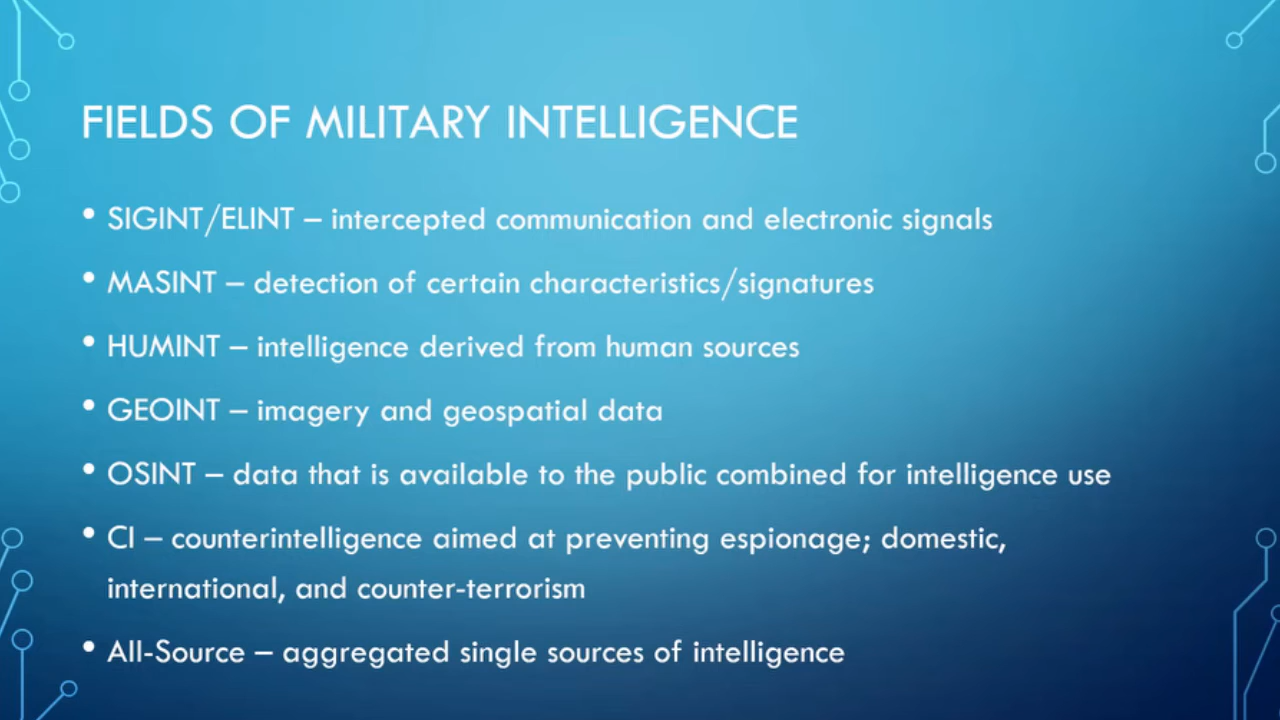 FIELDS OF MILITARY INTELLIGENCE
• SIGINT/ELINT – intercepted communication and electronic signals
• MASINT – detection of certain characteristics/signatures
• HUMINT – intelligence derived from human sources
• GEOINT – imagery and geospatial data
• OSINT – data that is available to the public combined for intelligence use
• CI – counterintelligence aimed at preventing espionage; domestic,
international, and counter-terrorism
• All-Source – aggregated single sources of intelligence